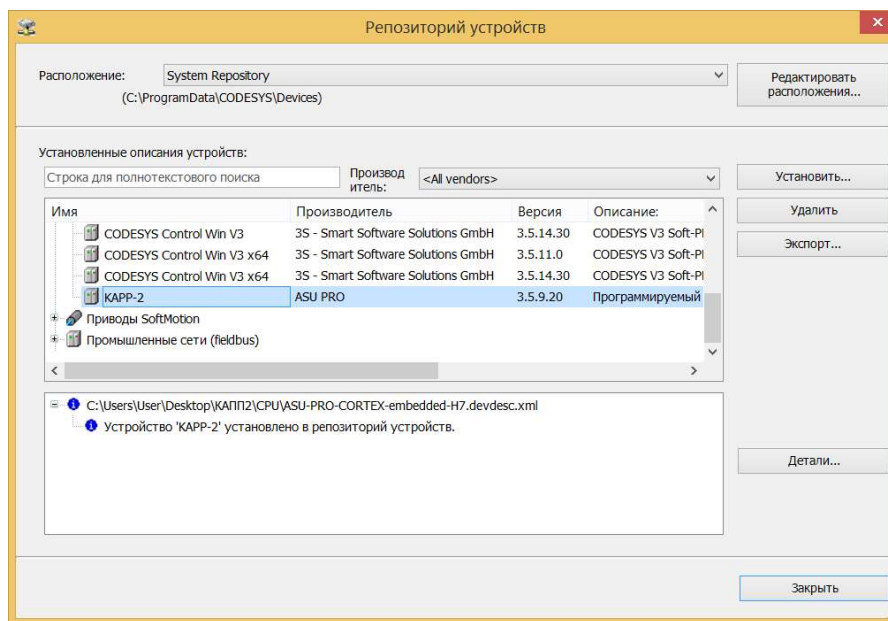 Репозиторий устройств
Расположение: System Repository
(C:\ProgramData\CODESYS\Devices)
Редактировать
расположения...
Установленные описания устройств:
Строка для полнотекстового поиска
Производ
итель:
<All vendors>
Установить...
Имя Производитель Версия Описание:
Удалить
CODESYS Control Win V3 3S - Smart Software Solutions GmbH 3.5.14.30 CODESYS V3 Soft-Pl
Экспорт...
CODESYS Control Win V3 x64 3S - Smart Software Solutions GmbH 3.5.11.0 CODESYS V3 Soft-Pl
CODESYS Control Win V3 x64 3S - Smart Software Solutions GmbH 3.5.14.30 CODESYS V3 Soft-Pl
KAPP-2 ASU PRO 3.5.9.20 Программируемый
Приводы SoftMotion
Промышленные сети (fieldbus)
C:\Users\User\Desktop\КАПП2\CPU\ASU-PRO-CORTEX-embedded-H7.devdesc.xml
Устройство 'KAPP-2' установлено в репозиторий устройств.
Детали...
Закрыть